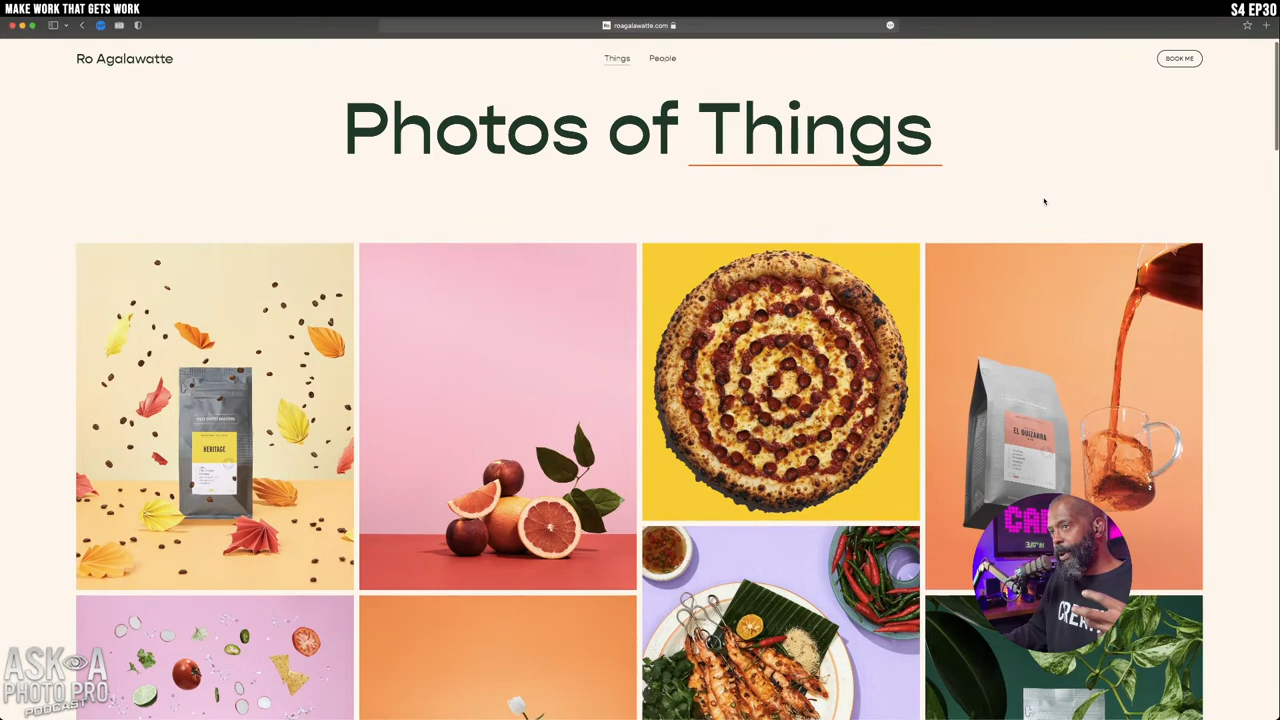 MAKE WORK THAT GETS WORK
S4 EP30
roagalawatte.com
Ro Agalawatte
Things
People
BOOK ME
Photos of Things
HERITAGE
EL GUIZARRA
CREATE
ASK A
PHOTO PRO
PODCAST